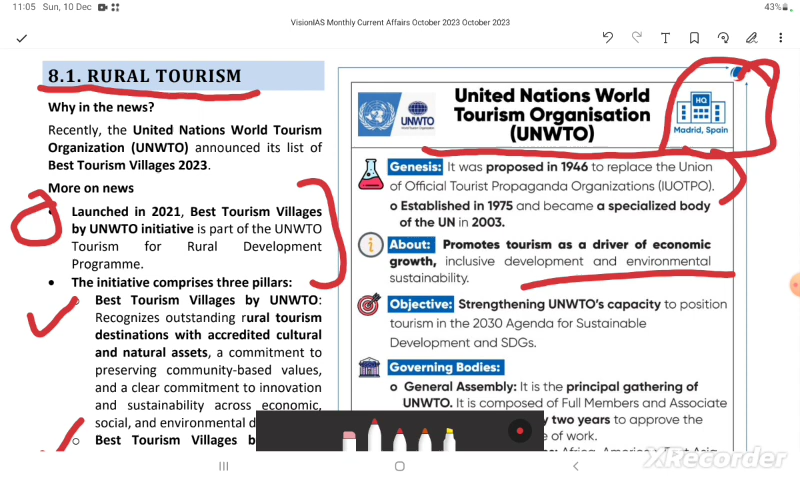 11:05 Sun, 10 Dec
43%
VisionIAS Monthly Current Affairs October 2023 October 2023
8.1. RURAL TOURISM
Why in the news?
Recently, the United Nations World Tourism
Organization (UNWTO) announced its list of
Best Tourism Villages 2023.
More on news
Launched in 2021, Best Tourism Villages
by UNWTO initiative is part of the UNWTO
Tourism for Rural Development
Programme.
• The initiative comprises three pillars:
Best Tourism Villages by UNWTO:
Recognizes outstanding rural tourism
destinations with accredited cultural
and natural assets, a commitment to
preserving community-based values,
and a clear commitment to innovation
and sustainability across economic,
social, and environmental
o Best Tourism Villages
UNWTO
United Nations World
Tourism Organisation
(UNWTO)
HQ
Madrid, Spain
Genesis: It was proposed in 1946 to replace the Union
of Official Tourist Propaganda Organizations (IUOTPO).
o Established in 1975 and became a specialized body
of the UN in 2003.
About: Promotes tourism as a driver of economic
growth, inclusive development and environmental
sustainability.
Objective: Strengthening UNWTO's capacity to position
tourism in the 2030 Agenda for Sustainable
Development and SDGs.
Governing Bodies:
o General Assembly: It is the principal gathering of
UNWTO. It is composed of Full Members and Associate
two years to approve the
of work.
XRecorder